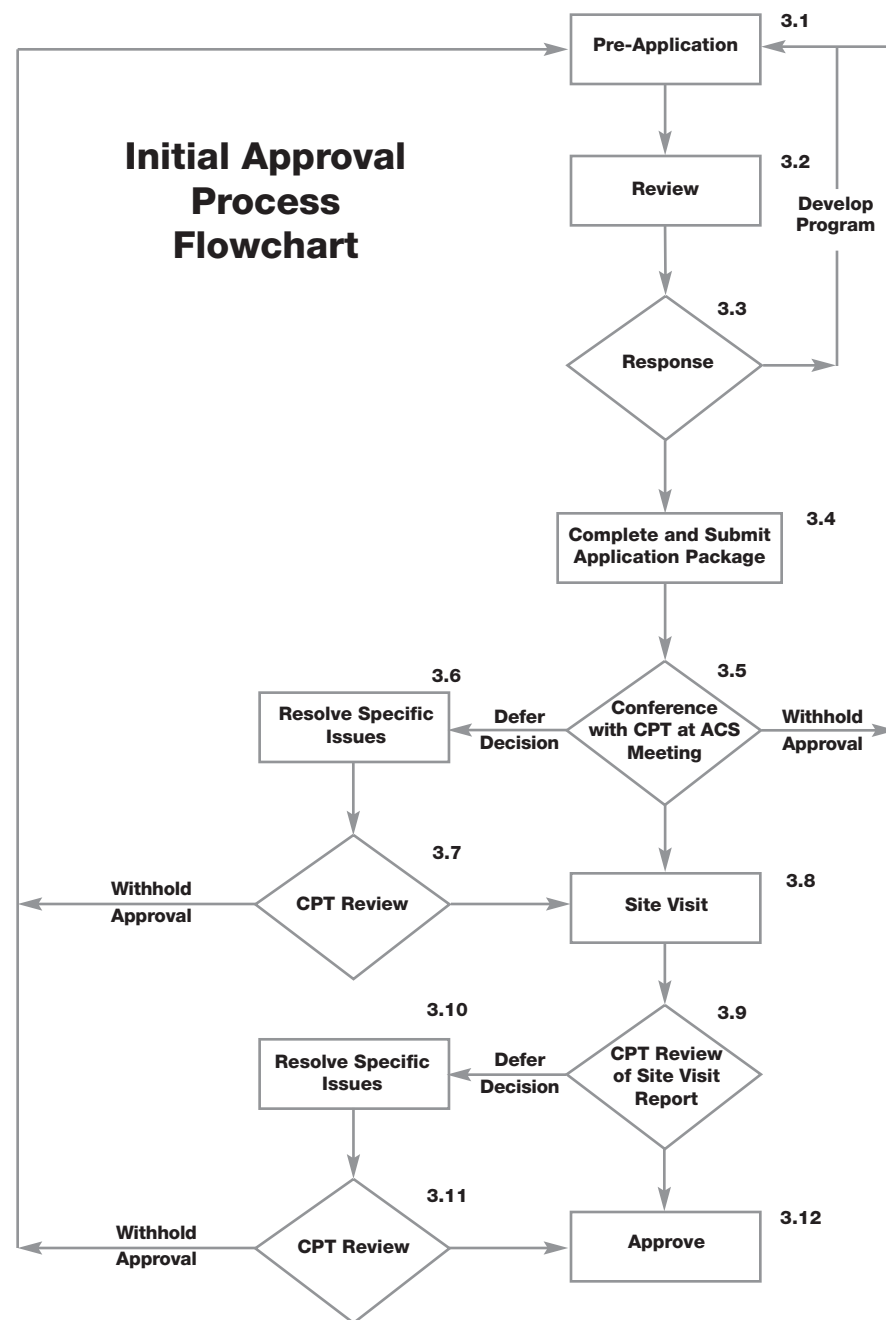 3.1
Pre-Application
Initial Approval
Process
Flowchart
3.2
Review
Develop
Program
3.3
Response
3.4
Complete and Submit
Application Package
3.5
Conference
with CPT at ACS
Meeting
Withhold
Approval
Defer
Decision
3.6
Resolve Specific
Issues
3.7
CPT Review
Withhold
Approval
3.8
Site Visit
3.9
CPT Review
of Site Visit
Report
Defer
Decision
3.10
Resolve Specific
Issues
3.11
CPT Review
Withhold
Approval
3.12
Approve